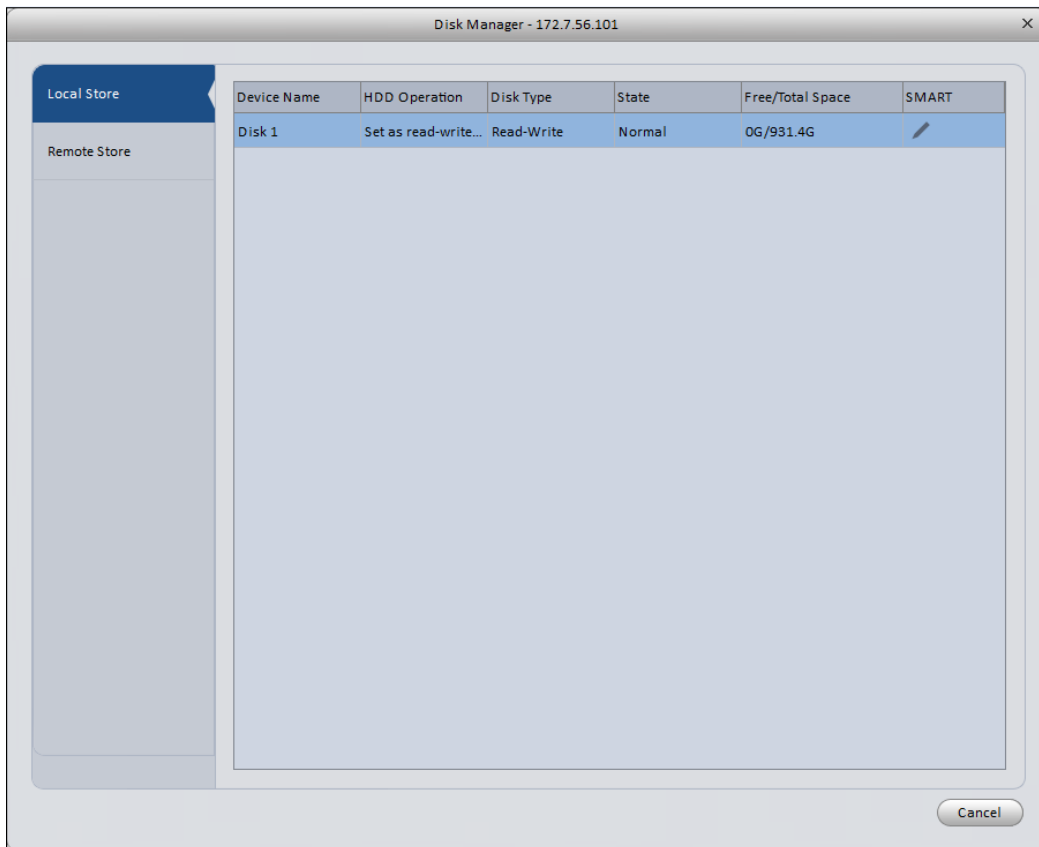 Disk Manager - 172.7.56.101
Local Store
Remote Store
Device Name HDD Operation Disk Type State Free/Total Space SMART
Disk 1 Set as read-write... Read-Write Normal 0G/931.4G
Cancel